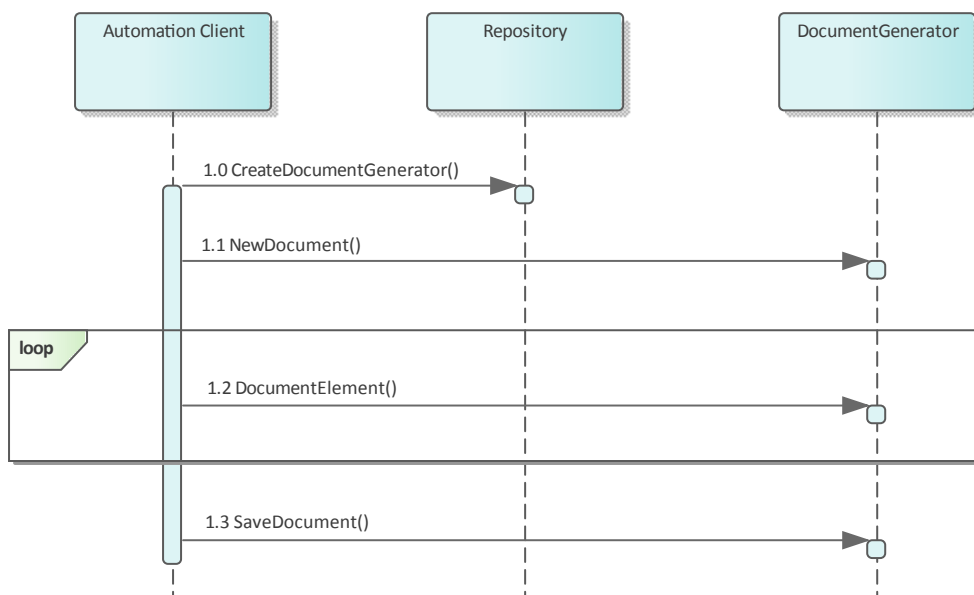 Automation Client
Repository
DocumentGenerator
1.0 CreateDocumentGenerator()
1.1 NewDocument()
loop
1.2 DocumentElement()
1.3 SaveDocument()